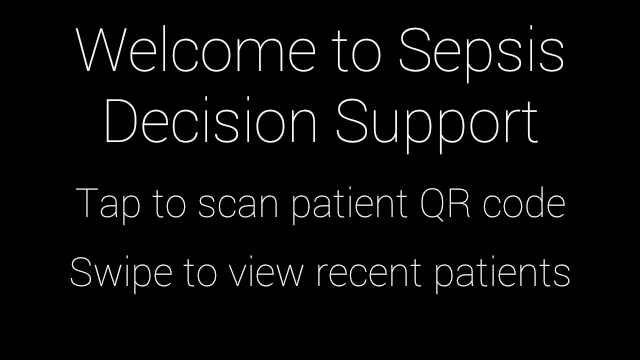 Welcome to Sepsis
Decision Support
Tap to scan patient QR code
Swipe to view recent patients